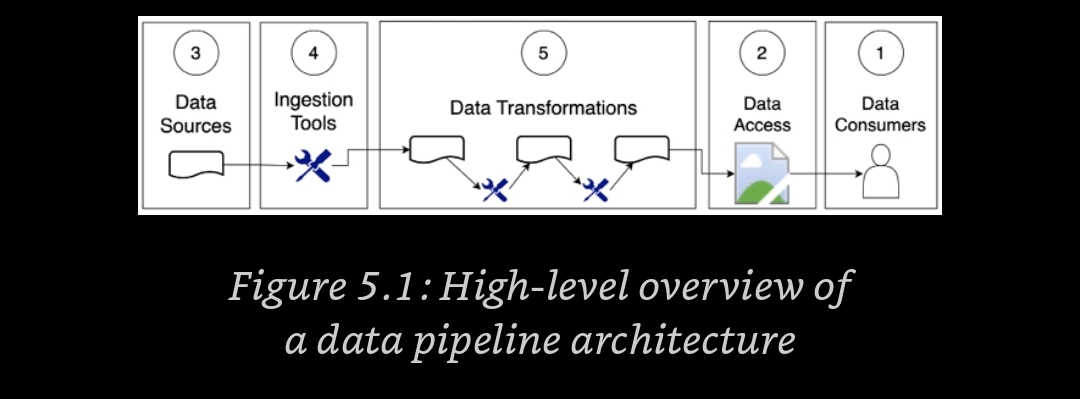 3
Data
Sources
4
Ingestion
Tools
5
Data Transformations
2
Data
Access
1
Data
Consumers
Figure 5.1: High-level overview of
a data pipeline architecture